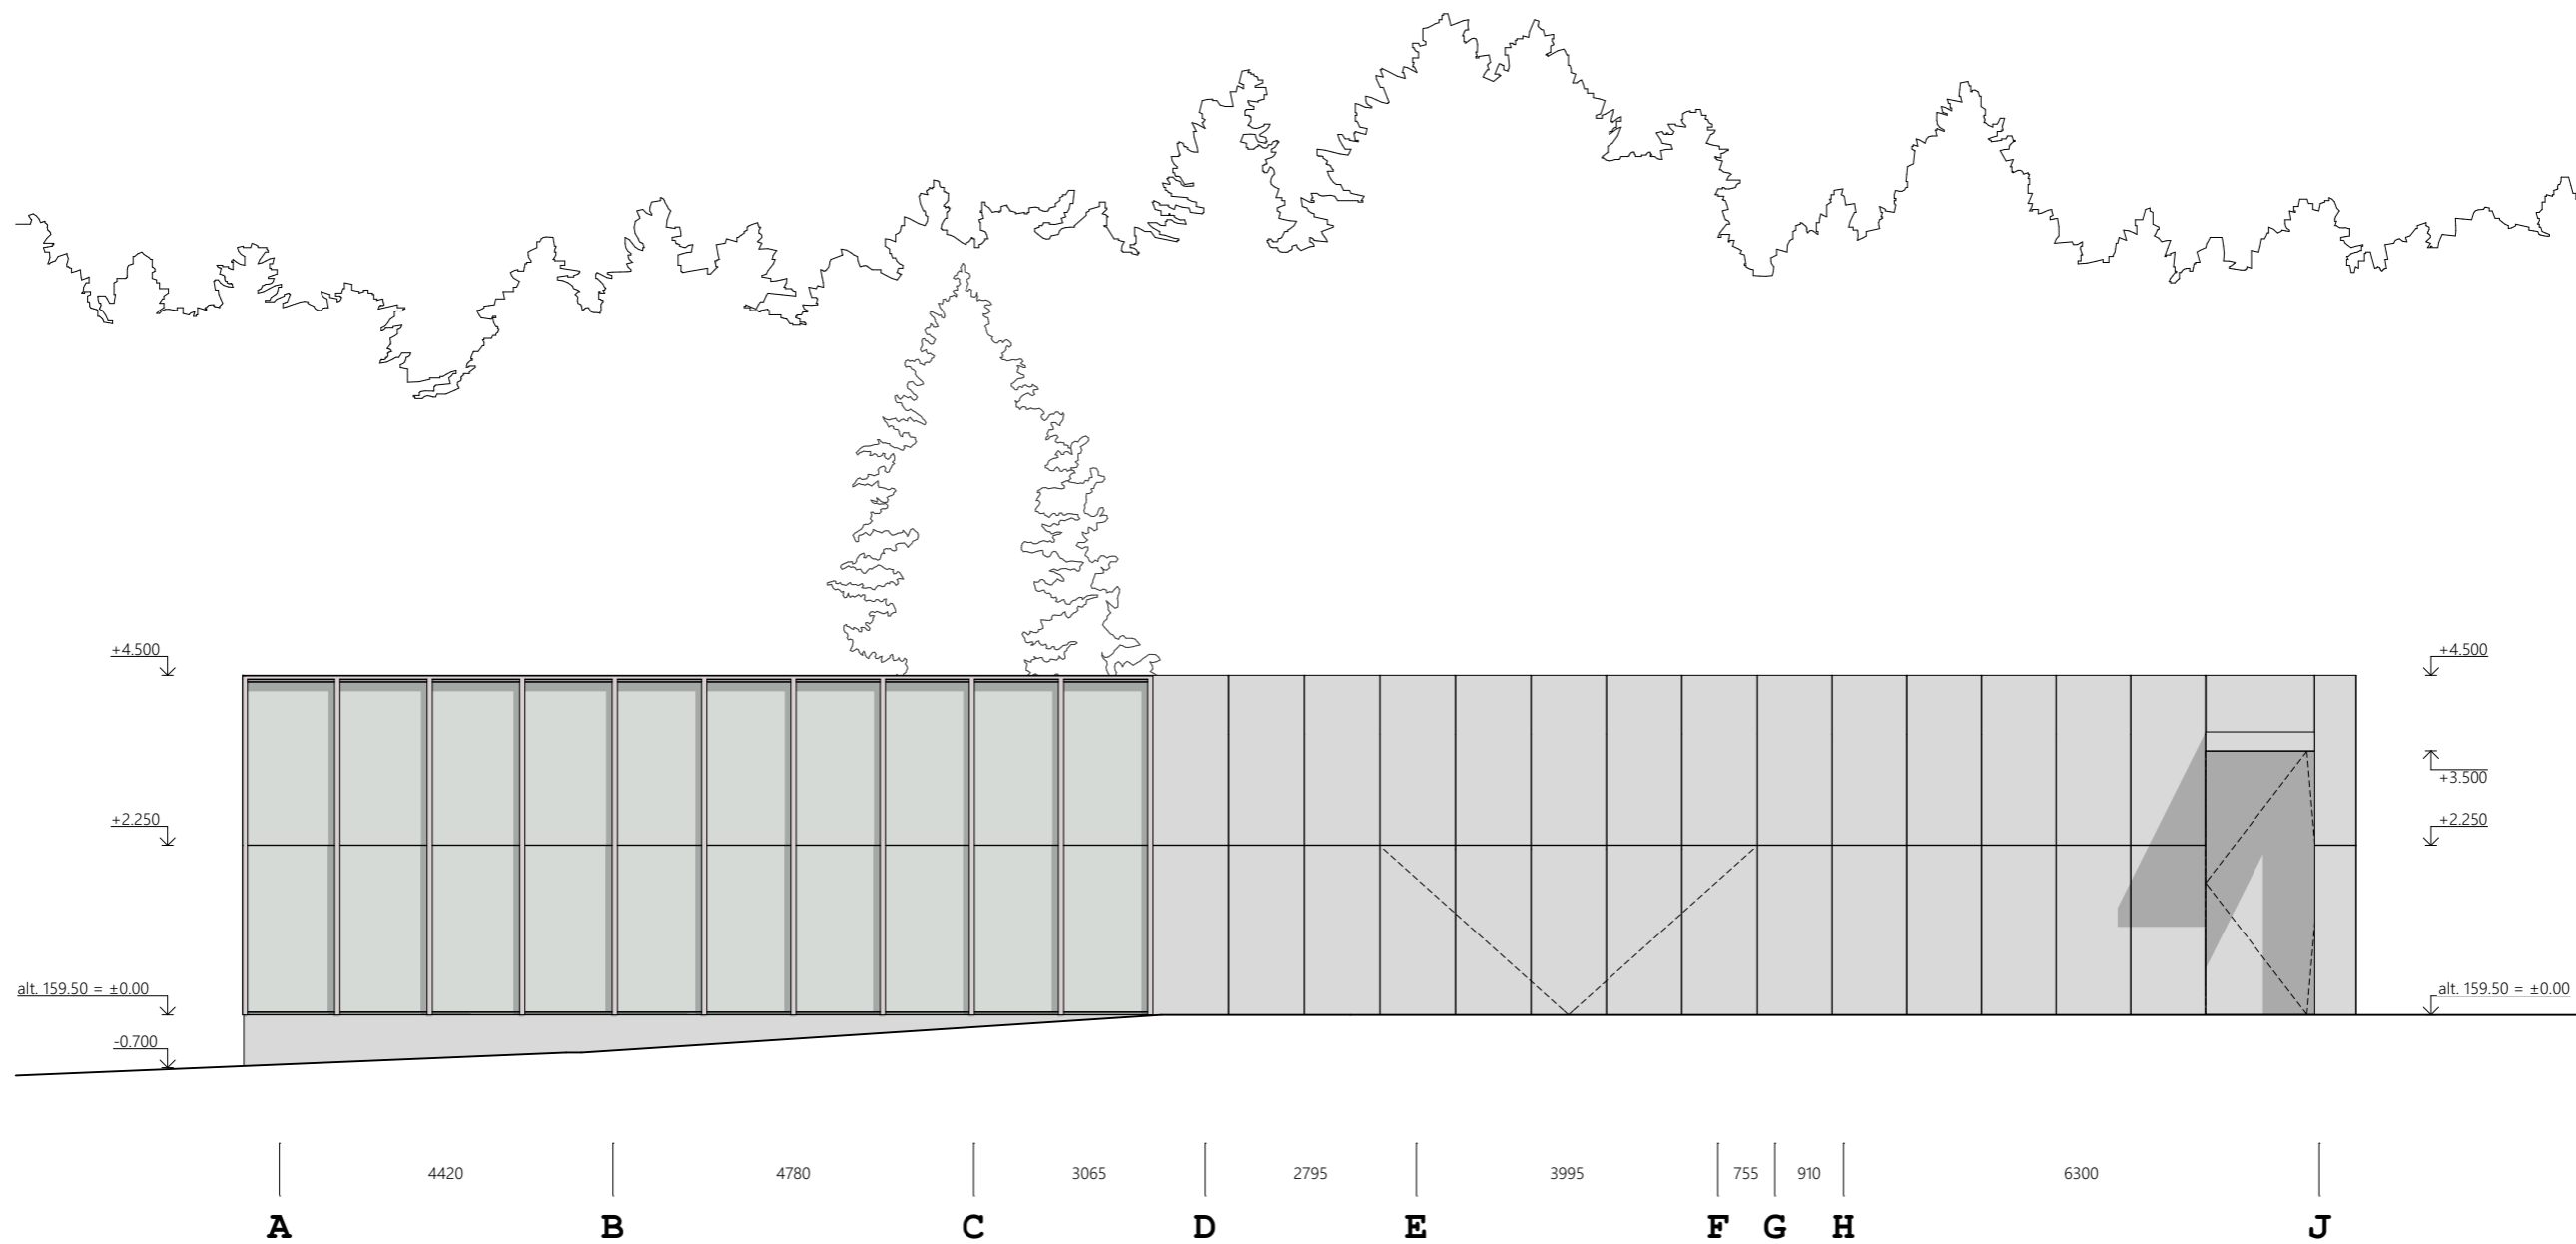 +4.500
+4.500
+3.500
+2.250
+2.250
alt. 159.50 = ±0.00
alt. 159.50 = ±0.00
-0.700
4420 4780 3065 2795 3995 755 910 6300
A B C D E F G H J